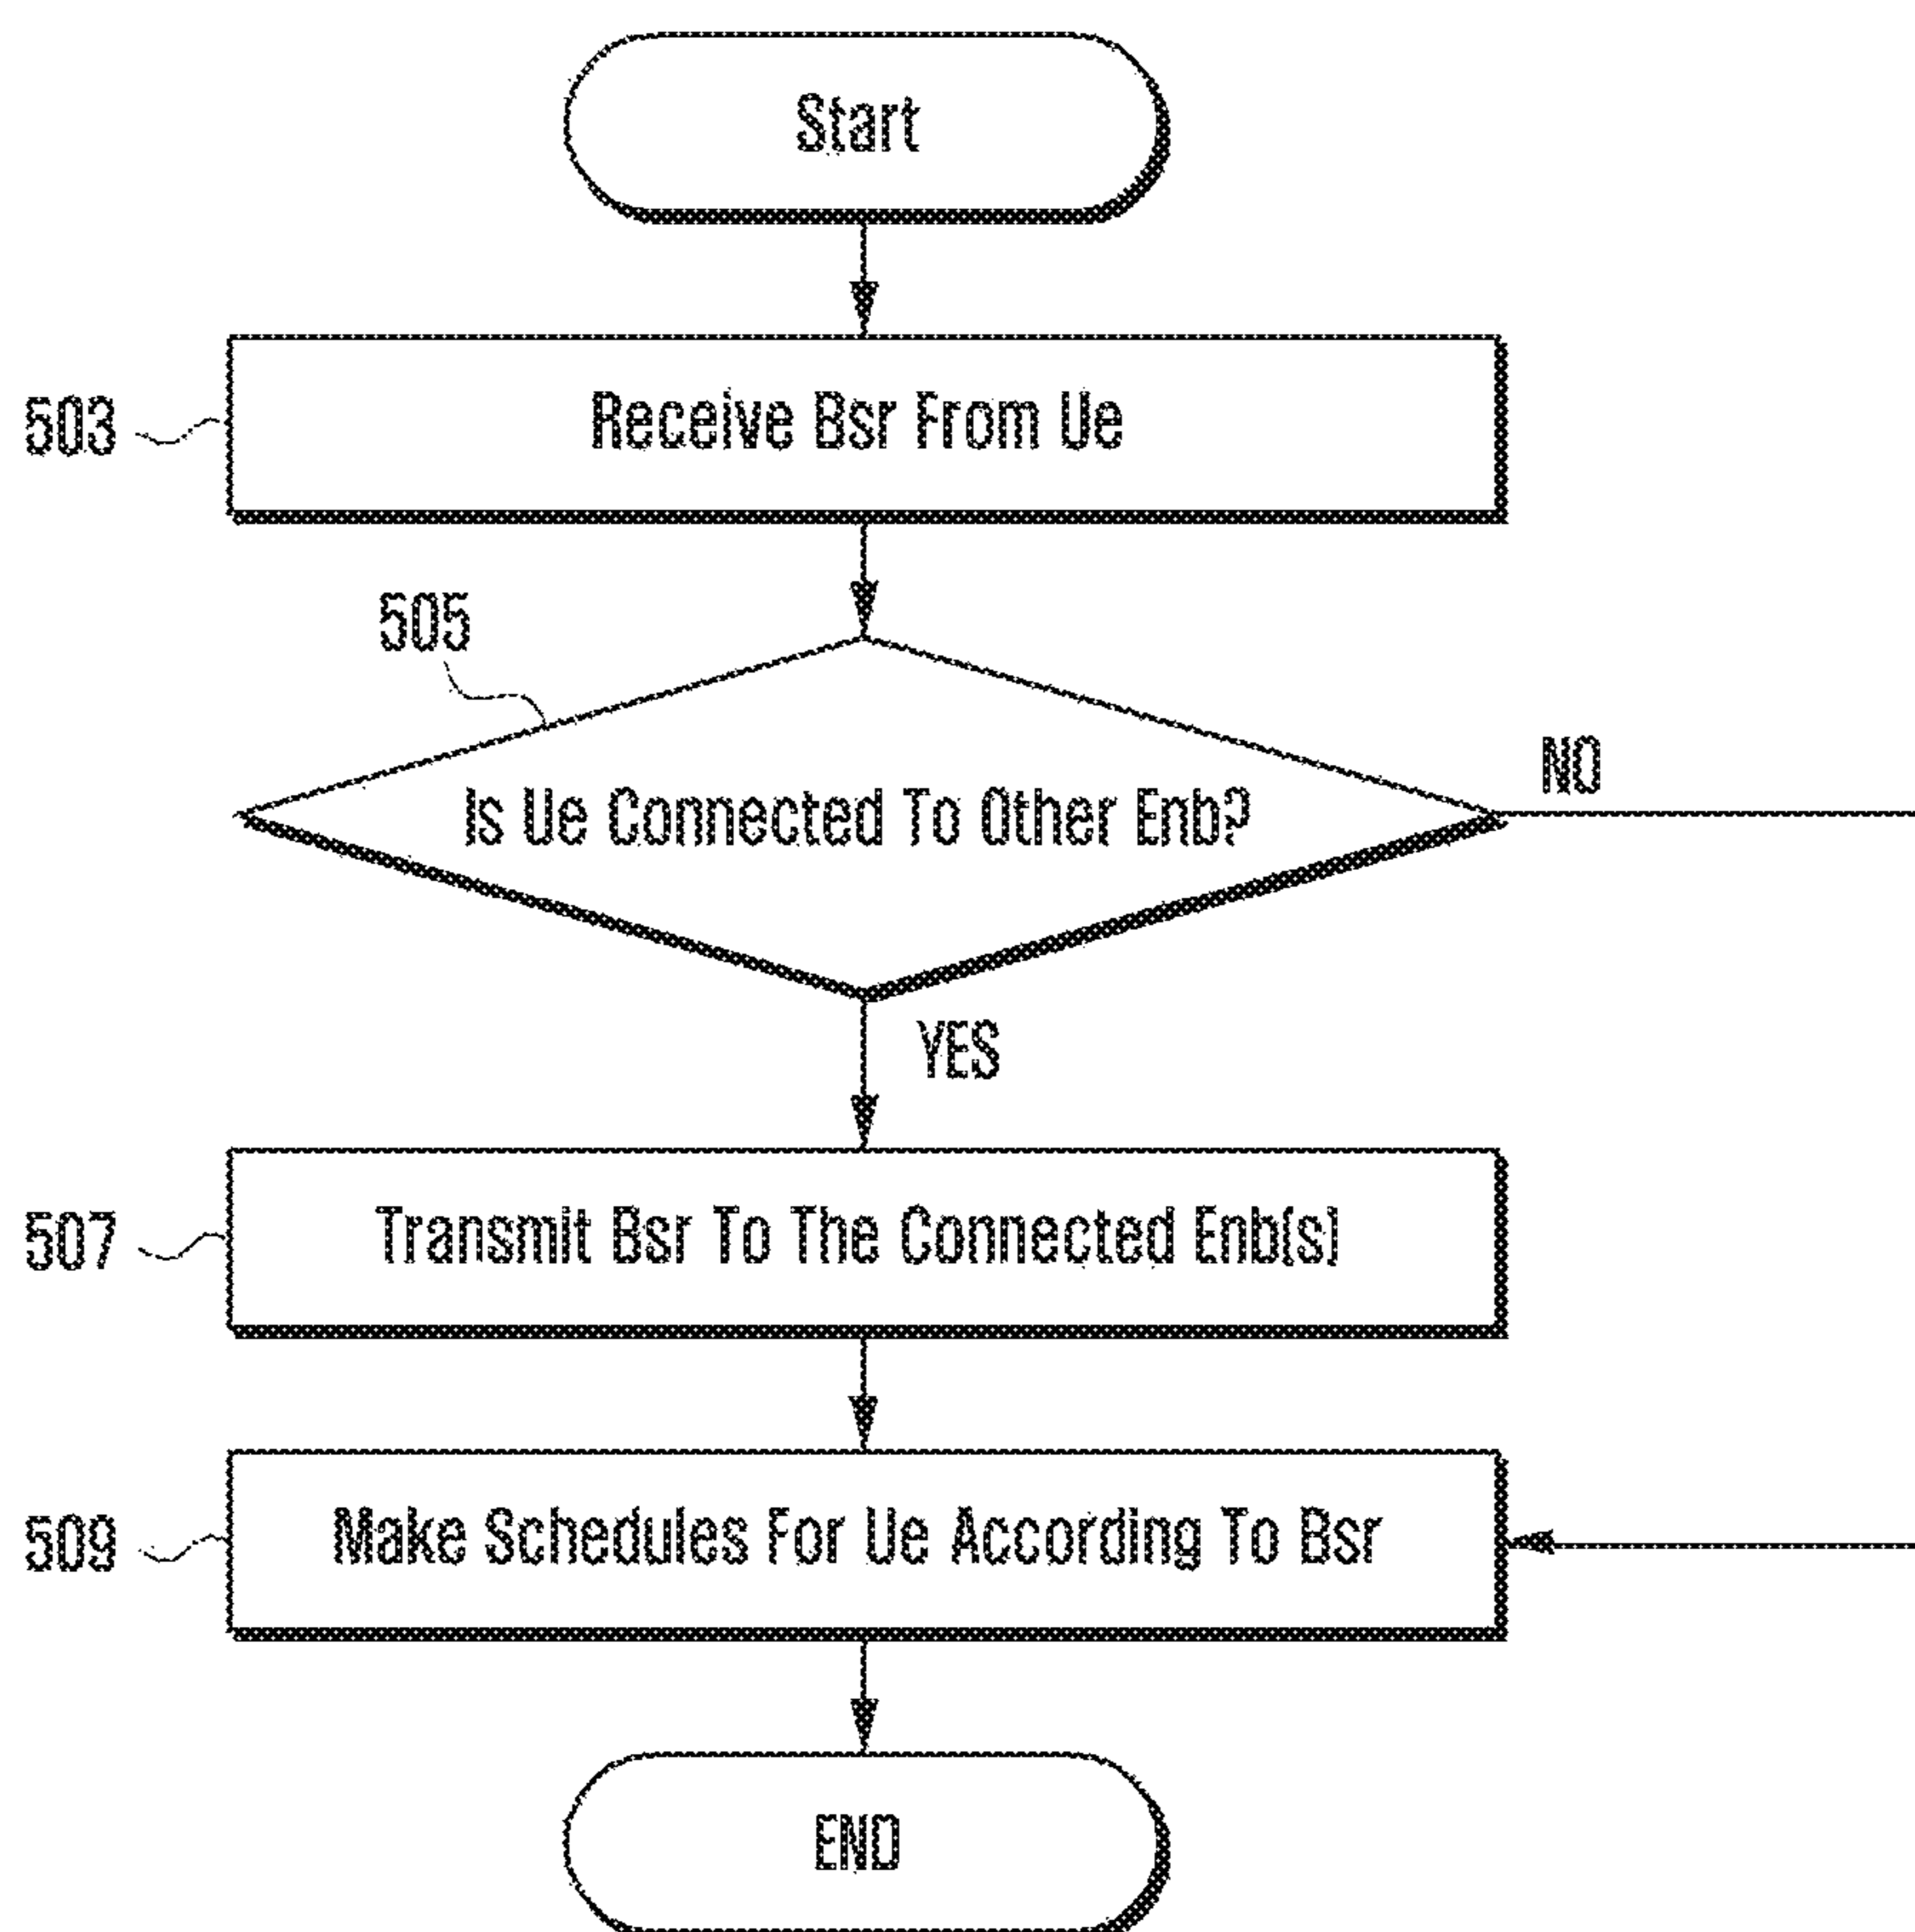 Start
503
Receive Bsr From Ue
505
Is Ue Connected To Other Enb?
NO
YES
507
Transmit Bsr To The Connected Enb(s)
509
Make Schedules For Ue According To Bsr
END